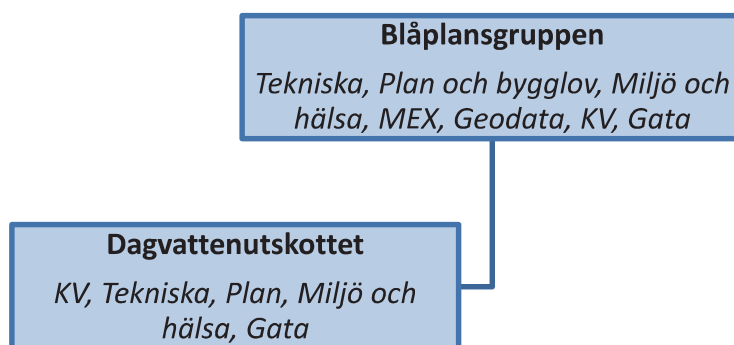 Blåplansgruppen
Tekniska, Plan och bygglov, Miljö och
hälsa, MEX, Geodata, KV, Gata
Dagvattenutskottet
KV, Tekniska, Plan, Miljö och
hälsa, Gata